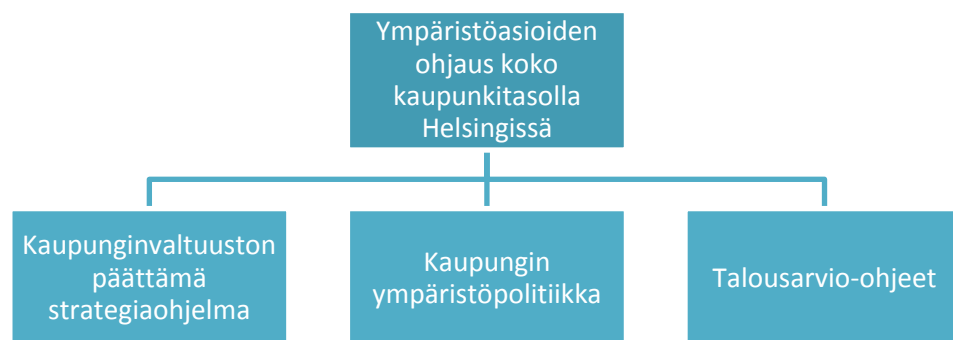 Ympäristöasioiden
ohjaus koko
kaupunkitasolla
Helsingissä
Kaupunginvaltuuston
päättämä
strategiaohjelma
Kaupungin
ympäristöpolitiikka
Talousarvio-ohjeet